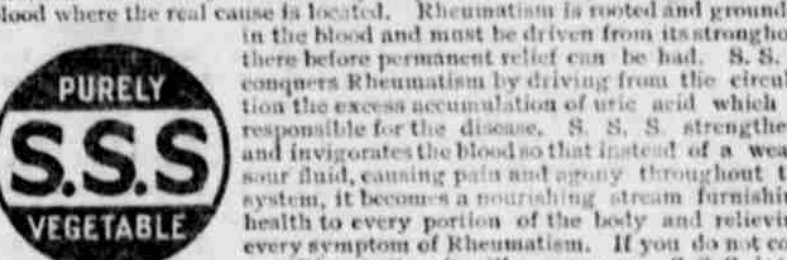 lood where the real cause is located. Rheumatism is rooted and ground
in the blood and must be driven from its strongho
there before permanent relief can be had. S. S.
conquers Rheumatism by driving from the circul
tion the excess accumulation of uric acid which
responsible for the disease. S. S. S. strengthe
and invigorates the blood so that instead of a wea
sour fluid, causing pain and agony throughout t
system, it becomes a nourishing stream furnishin
health to every portion of the body and relievin
every symptom of Rheumatism. If you do not co
PURELY
S.S.S
VEGETABLE